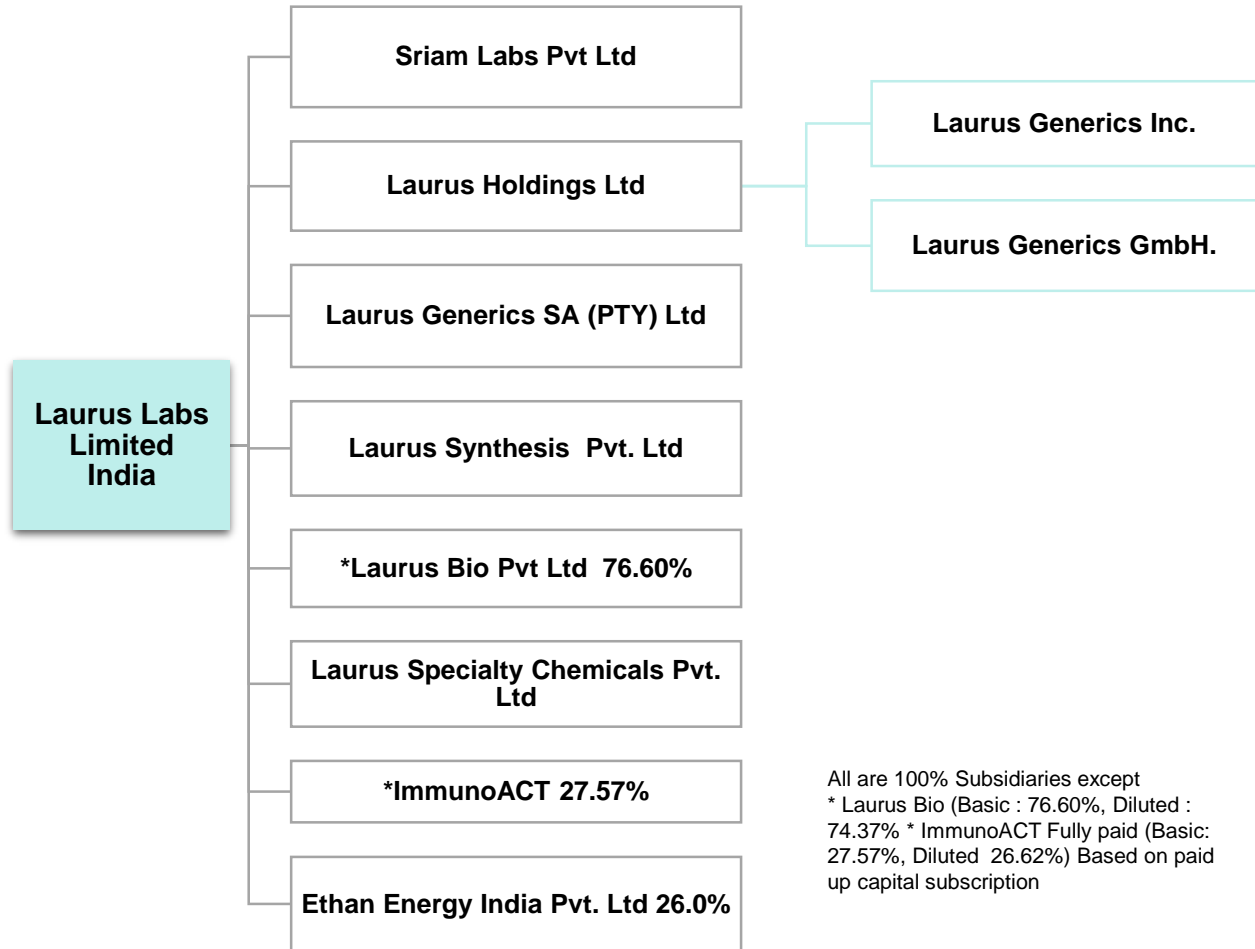 Sriam Labs Pvt Ltd
Laurus Holdings Ltd
Laurus Generics Inc.
Laurus Generics GmbH.
Laurus Generics SA (PTY) Ltd
Laurus Labs
Limited
India
Laurus Synthesis  Pvt. Ltd
*Laurus Bio Pvt Ltd  76.60%
Laurus Specialty Chemicals Pvt.
Ltd
*ImmunoACT 27.57%
Ethan Energy India Pvt. Ltd 26.0%
All are 100% Subsidiaries except
* Laurus Bio (Basic : 76.60%, Diluted :
74.37% * ImmunoACT Fully paid (Basic:
27.57%, Diluted  26.62%) Based on paid
up capital subscription